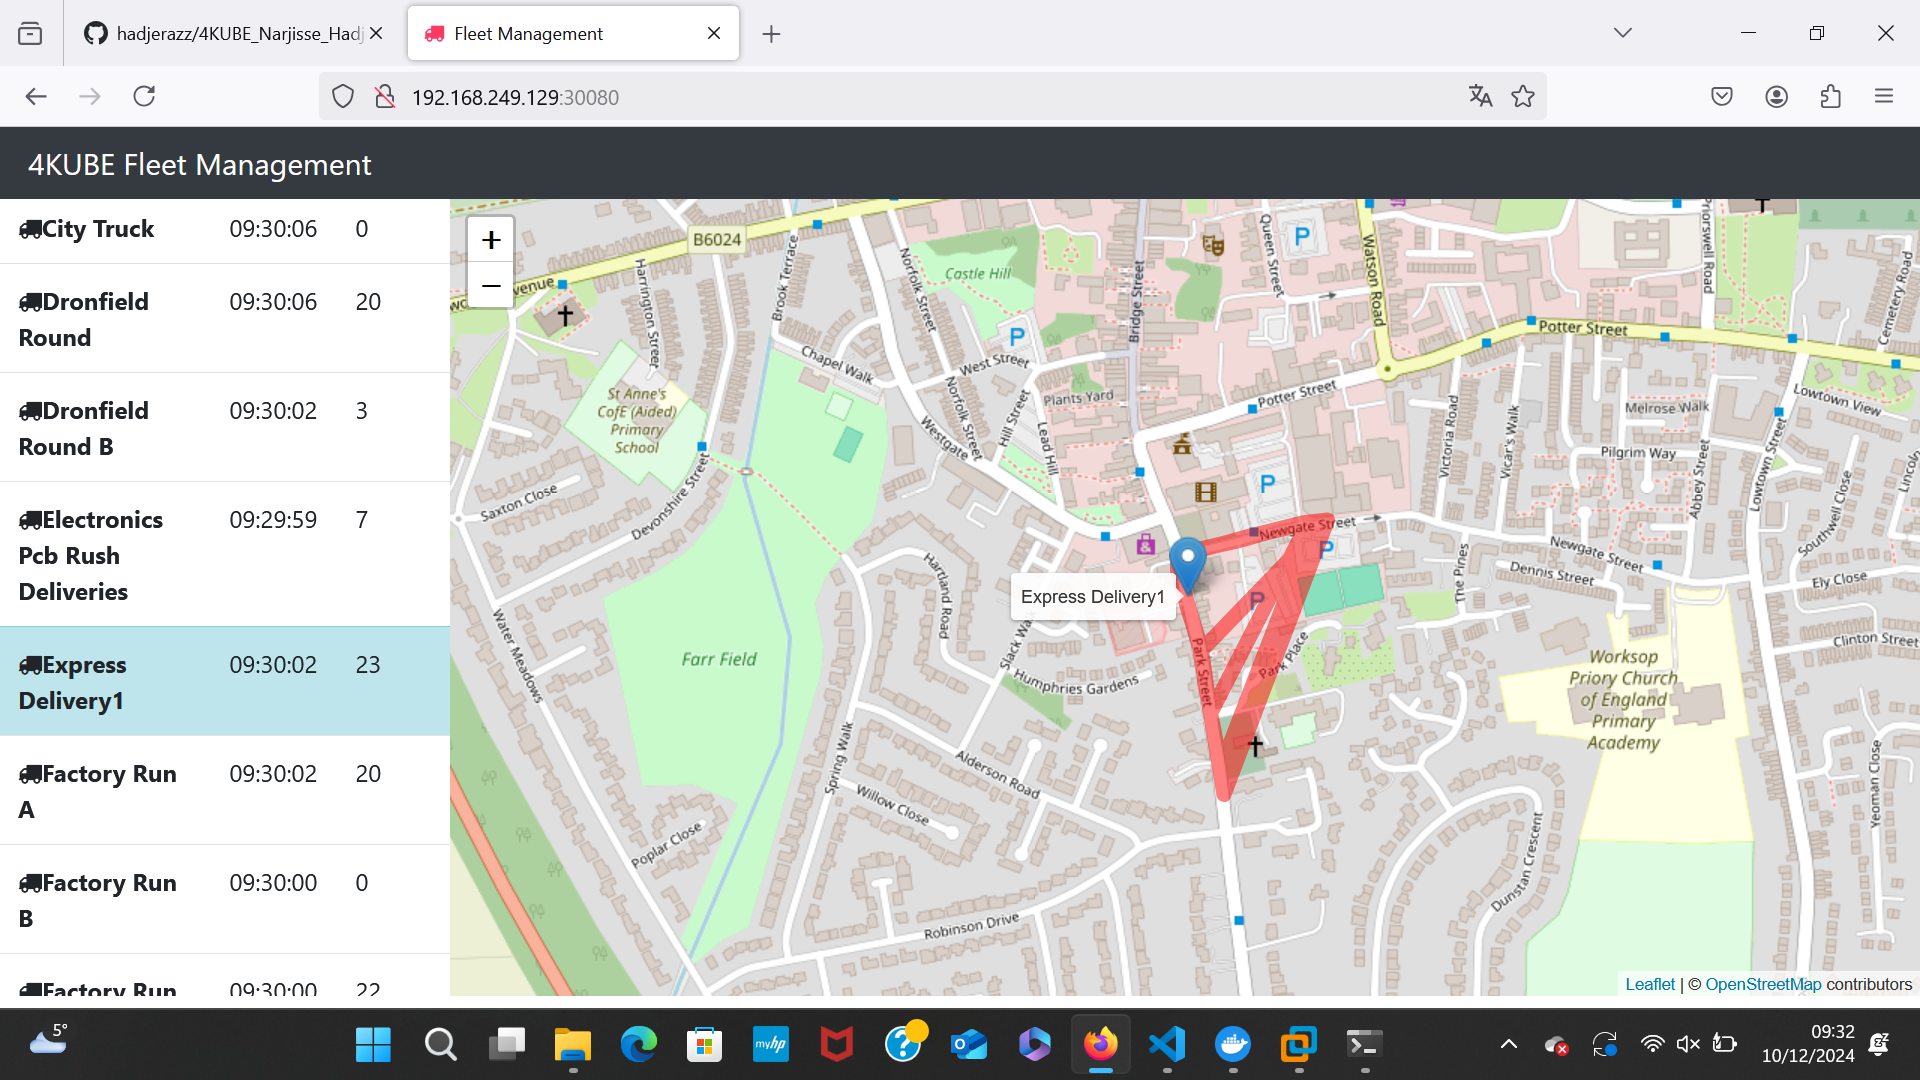 hadjerazz/4KUBE_Narjisse_Hadj
Fleet Management
192.168.249.129:30080
4KUBE Fleet Management
City Truck 09:30:06 0
Dronfield Round 09:30:06 20
Dronfield Round B 09:30:02 3
Electronics Pcb Rush Deliveries 09:29:59 7
Express Delivery1 09:30:02 23
Factory Run A 09:30:02 20
Factory Run B 09:30:00 0
Factory Run 09:30:00 22
+
−
B6024
Harrington Street
Brook Terrace
Norfolk Street
Castle Hill
Bridge Street
Queen Street
P
Watson Road
Priorswell Road
Cemetery Road
Potter Street
P
West Street
Chapel Walk
Norfolk Street
Hill Street
Plants Yard
Lead Hill
Potter Street
Westgate
St Anne's
CofE (Aided)
Primary
School
Victoria Road
Vicar's Walk
Melrose Walk
Pilgrim Way
Abbey Street
Lowtown Street
Lowtown View
Southwell Close
Saxton Close
Devonshire Street
P
Newgate Street
P
Newgate Street
Dennis Street
The Pines
Ely Close
Clinton Street
Express Delivery1
P
Hartland Road
Park Street
Park Place
Humphries Gardens
Water Meadows
Farr Field
Worksop
Priory Church
of England
Primary
Academy
Spring Walk
Alderson Road
Willow Close
Poplar Close
Robinson Drive
Dunstan Crescent
Yeoman Close
Leaflet | © OpenStreetMap contributors
5°
myhp
09:32
10/12/2024